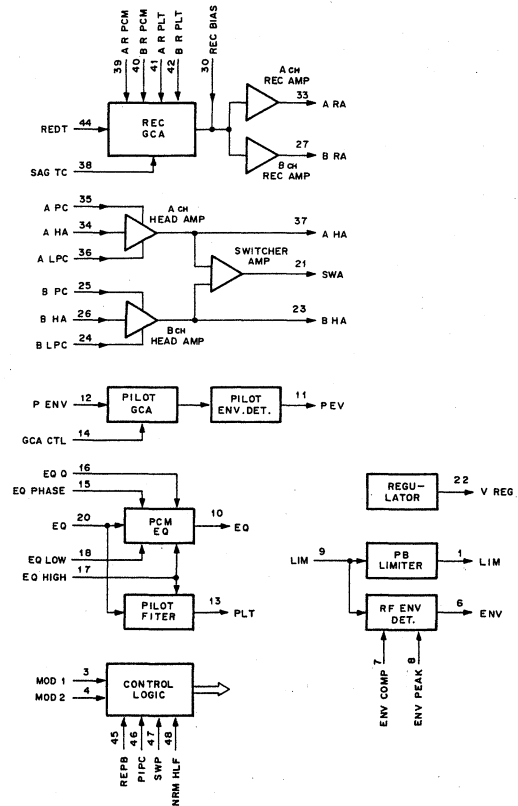 39 A R PCM
40 B R PCM
41 A R PLT
42 B R PLT
30 REC BIAS
REDT 44
REC
GCA
SAG TC 38
A CH
REC AMP
33 A RA
27 B RA
B CH
REC AMP
A PC 35
A HA 34
A LPC 36
A CH
HEAD AMP
37 A HA
SWITCHER
AMP
21 SWA
B PC 25
B HA 26
B LPC 24
B CH
HEAD AMP
23 B HA
P ENV 12
PILOT
GCA
PILOT
ENV. DET.
11 PEV
GCA CTL 14
EQ Q 16
EQ PHASE 15
EQ 20
PCM
EQ
10 EQ
EQ LOW 18
EQ HIGH 17
PILOT
FITER
13 PLT
REGU-
LATOR
22 V REG
LIM 9
PB
LIMITER
1 LIM
RF ENV
DET.
6 ENV
7 ENV COMP
8 ENV PEAK
MOD 1 3
MOD 2 4
CONTROL
LOGIC
45 REPB
46 PIPC
47 SWP
48 NRM HLF